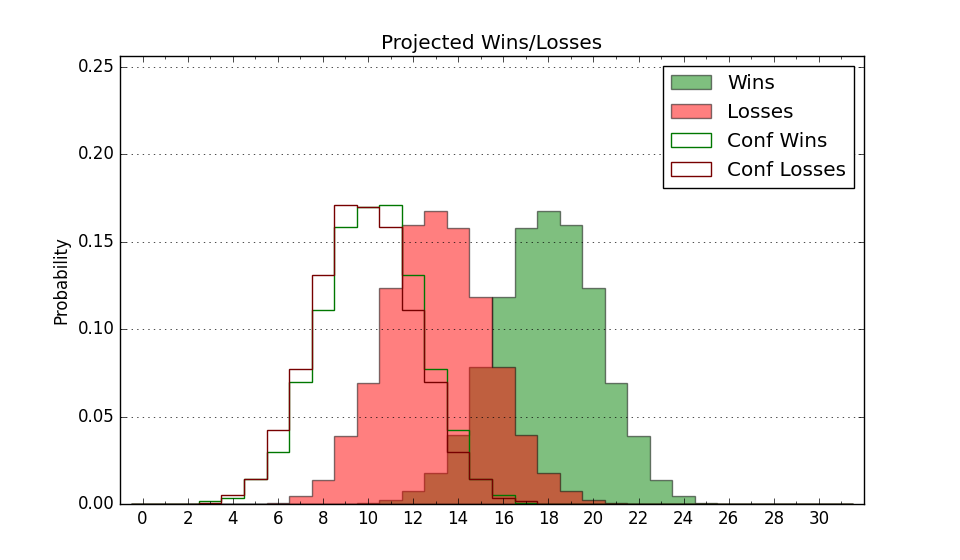 Projected Wins/Losses
0.25
0.20
0.15
0.10
0.05
0.00
Probability
Wins
Losses
Conf Wins
Conf Losses
0 2 4 6 8 10 12 14 16 18 20 22 24 26 28 30